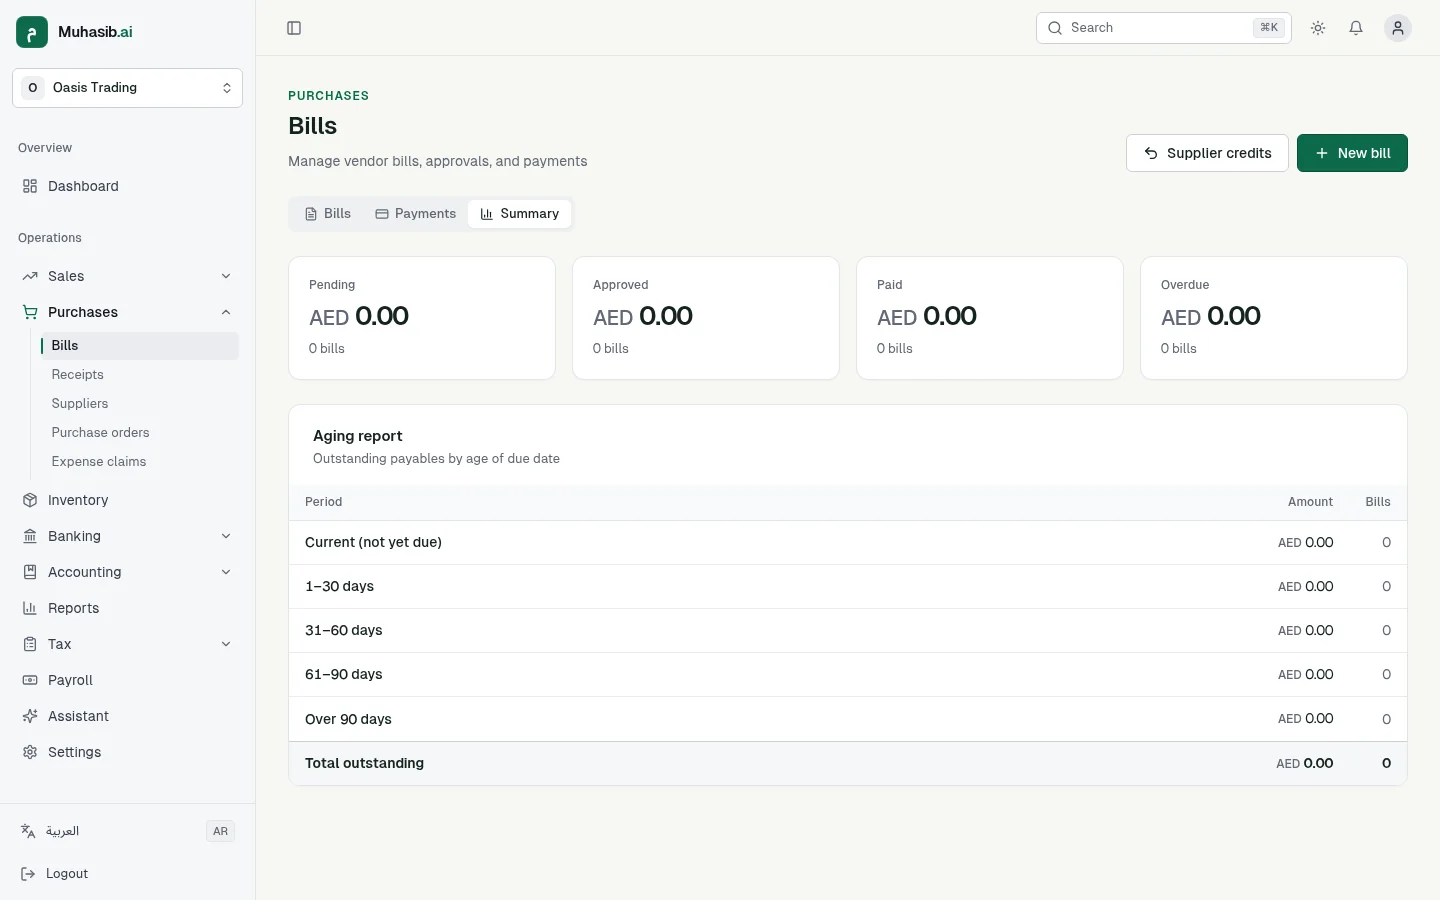 Muhasib.ai
O Oasis Trading
Overview
Dashboard
Operations
Sales
Purchases
Bills
Receipts
Suppliers
Purchase orders
Expense claims
Inventory
Banking
Accounting
Reports
Tax
Payroll
Assistant
Settings
العربية AR
Logout
Search ⌘K
PURCHASES
Bills
Manage vendor bills, approvals, and payments
Supplier credits
New bill
Bills Payments Summary
Pending
AED 0.00
0 bills
Approved
AED 0.00
0 bills
Paid
AED 0.00
0 bills
Overdue
AED 0.00
0 bills
Aging report
Outstanding payables by age of due date
Period Amount Bills
Current (not yet due) AED 0.00 0
1–30 days AED 0.00 0
31–60 days AED 0.00 0
61–90 days AED 0.00 0
Over 90 days AED 0.00 0
Total outstanding AED 0.00 0